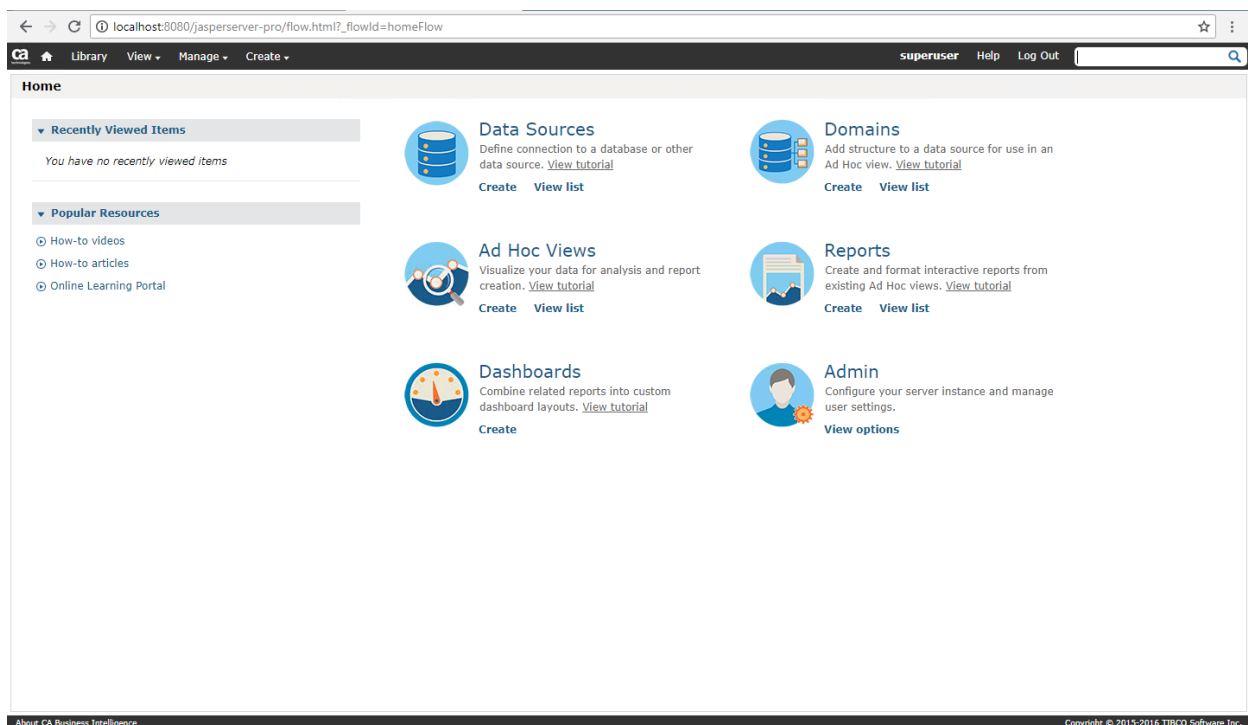 localhost:8080/jasperserver-pro/flow.html?_flowId=homeFlow
ca Library View Manage Create superuser Help Log Out
technologies
Home
Recently Viewed Items
You have no recently viewed items
Popular Resources
How-to videos
How-to articles
Online Learning Portal
Data Sources
Define connection to a database or other
data source. View tutorial
Create View list
Domains
Add structure to a data source for use in an
Ad Hoc view. View tutorial
Create View list
Ad Hoc Views
Visualize your data for analysis and report
creation. View tutorial
Create View list
Reports
Create and format interactive reports from
existing Ad Hoc views. View tutorial
Create View list
Dashboards
Combine related reports into custom
dashboard layouts. View tutorial
Create
Admin
Configure your server instance and manage
user settings.
View options
About CA Business Intelligence Copyright © 2015-2016 TIBCO Software Inc.